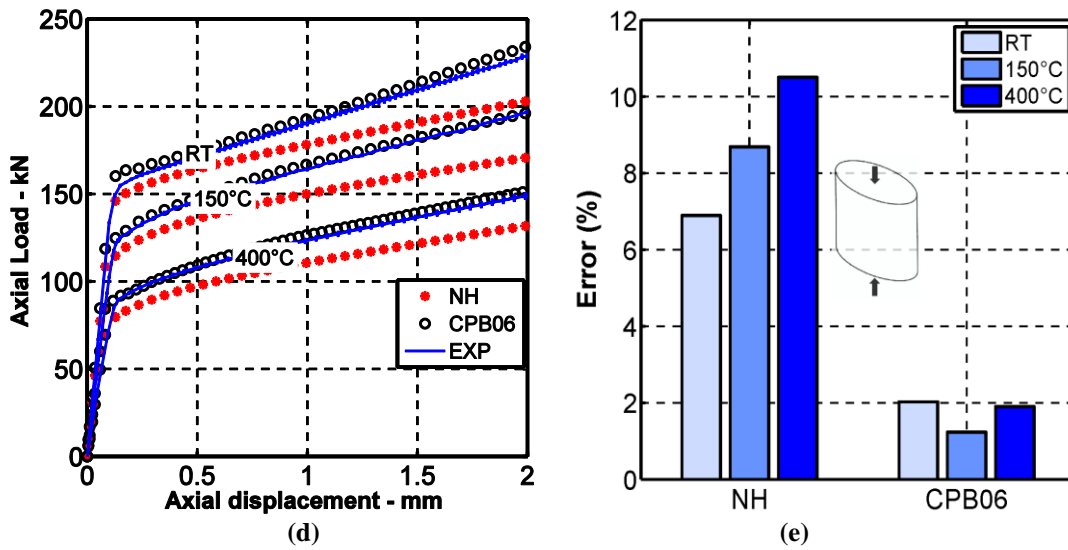 250
200
150
100
50
0
Axial Load - kN
RT
150°C
400°C
NH
CPB06
EXP
0 0.5 1 1.5 2
Axial displacement - mm
(d)
12
10
8
6
4
2
0
Error (%)
RT
150°C
400°C
NH CPB06
(e)